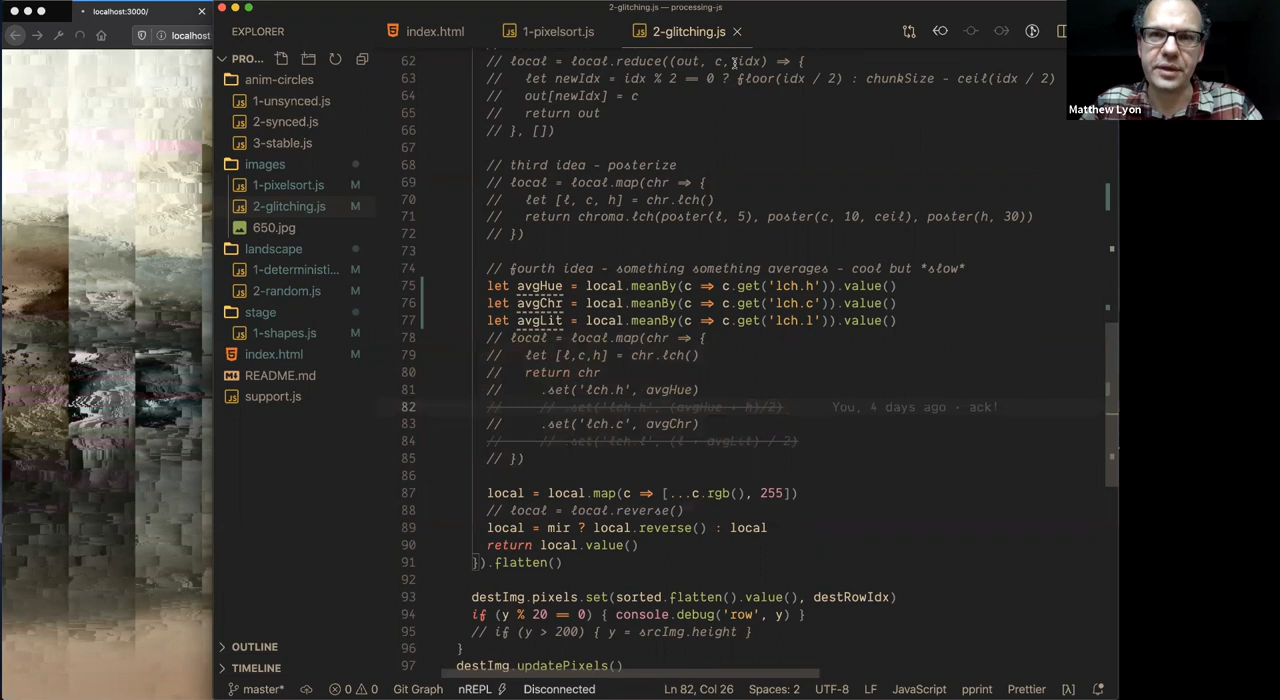 2-glitching.js — processing-js
localhost:3000/
localhost
EXPLORER
index.html
1-pixelsort.js
2-glitching.js
PRO...
anim-circles
1-unsynced.js
2-synced.js
3-stable.js
images
1-pixelsort.js M
2-glitching.js M
650.jpg
landscape
1-deterministi... M
2-random.js M
stage
1-shapes.js M
index.html M
README.md
support.js
OUTLINE
TIMELINE
62 // local = local.reduce((out, c, idx) => {
63 // let newIdx = idx % 2 == 0 ? floor(idx / 2) : chunkSize - ceil(idx / 2)
64 // out[newIdx] = c
65 // return out
66 // }, [])
67
68 // third idea - posterize
69 // local = local.map(chr => {
70 // let [l, c, h] = chr.lch()
71 // return chroma.lch(poster(l, 5), poster(c, 10, ceil), poster(h, 30))
72 // })
73
74 // fourth idea - something something averages - cool but *slow*
75 let avgHue = local.meanBy(c => c.get('lch.h')).value()
76 let avgChr = local.meanBy(c => c.get('lch.c')).value()
77 let avgLit = local.meanBy(c => c.get('lch.l')).value()
78 // local = local.map(chr => {
79 // let [l,c,h] = chr.lch()
80 // return chr
81 // .set('lch.h', avgHue)
82 // // .set('lch.h', (avgHue + h)/2) You, 4 days ago · ack!
83 // .set('lch.c', avgChr)
84 // // .set('lch.l', (l + avgLit) / 2)
85 // })
86
87 local = local.map(c => [...c.rgb(), 255])
88 // local = local.reverse()
89 local = mir ? local.reverse() : local
90 return local.value()
91 }).flatten()
92
93 destImg.pixels.set(sorted.flatten().value(), destRowIdx)
94 if (y % 20 == 0) { console.debug('row', y) }
95 // if (y > 200) { y = srcImg.height }
96 }
97 destImg.updatePixels()
Matthew Lyon
master* 0 0 Git Graph nREPL Disconnected Ln 82, Col 26 Spaces: 2 UTF-8 LF JavaScript pprint Prettier [λ]